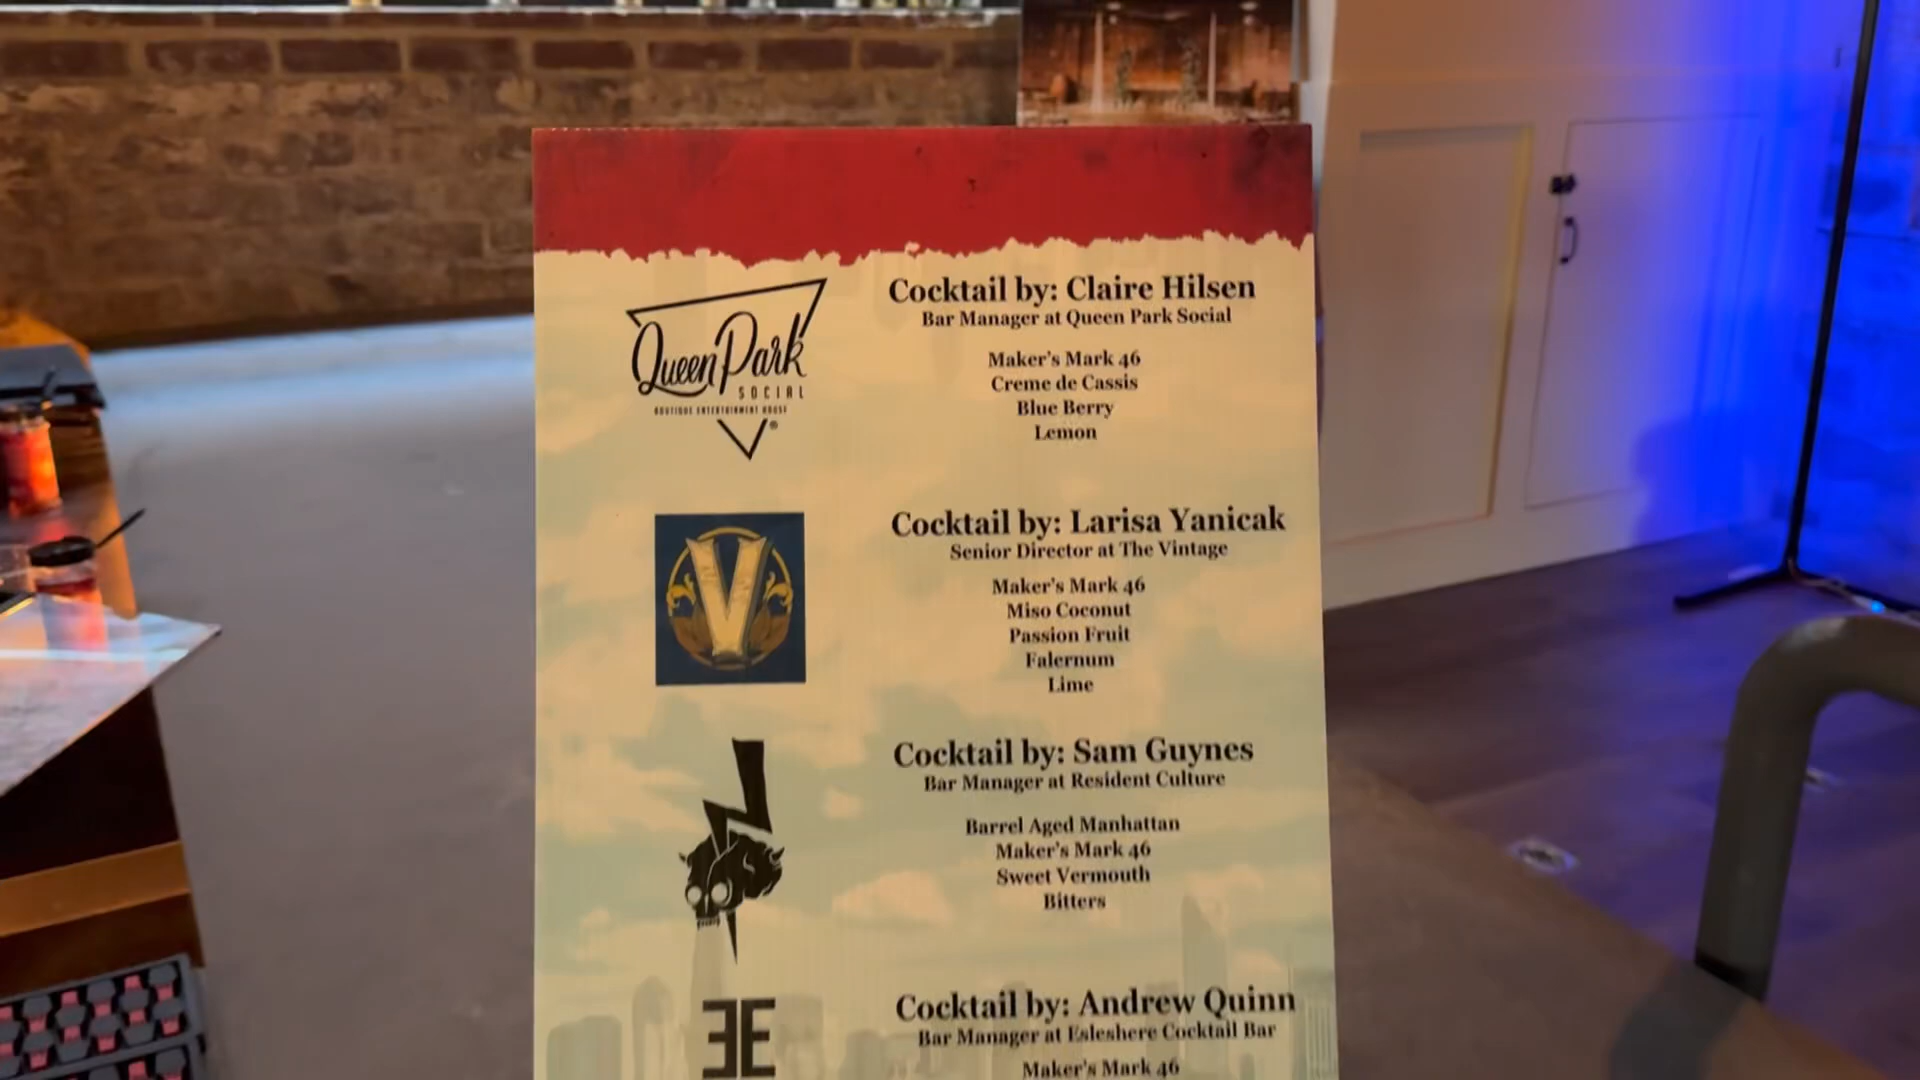 Queen Park
SOCIAL
BOUTIQUE ENTERTAINMENT HOUSE
®
Cocktail by: Claire Hilsen
Bar Manager at Queen Park Social
Maker's Mark 46
Creme de Cassis
Blue Berry
Lemon
V
Cocktail by: Larisa Yanicak
Senior Director at The Vintage
Maker's Mark 46
Miso Coconut
Passion Fruit
Falernum
Lime
Cocktail by: Sam Guynes
Bar Manager at Resident Culture
Barrel Aged Manhattan
Maker's Mark 46
Sweet Vermouth
Bitters
Cocktail by: Andrew Quinn
Bar Manager at Esleshere Cocktail Bar
Maker's Mark 46